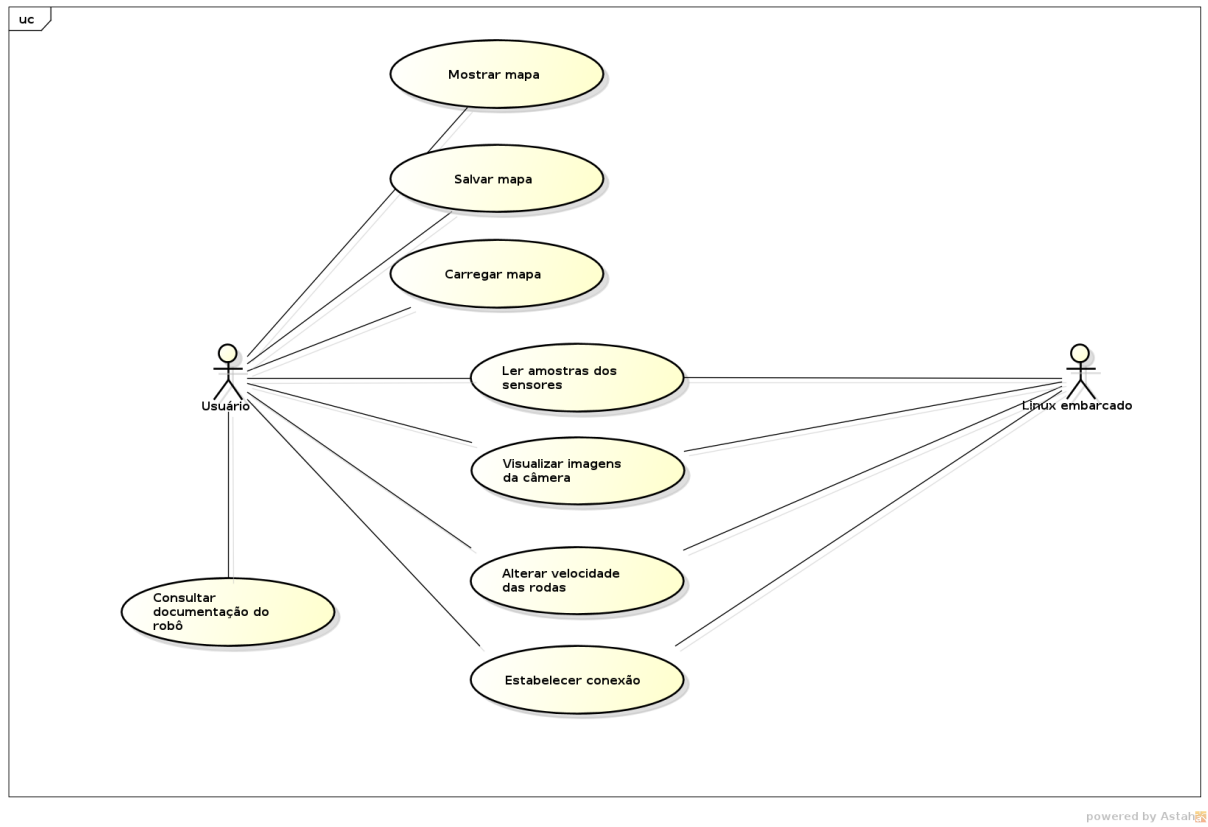 uc
Mostrar mapa
Salvar mapa
Carregar mapa
Ler amostras dos
sensores
Usuário
Linux embarcado
Visualizar imagens
da câmera
Alterar velocidade
das rodas
Consultar
documentação do
robô
Estabelecer conexão
powered by Astah